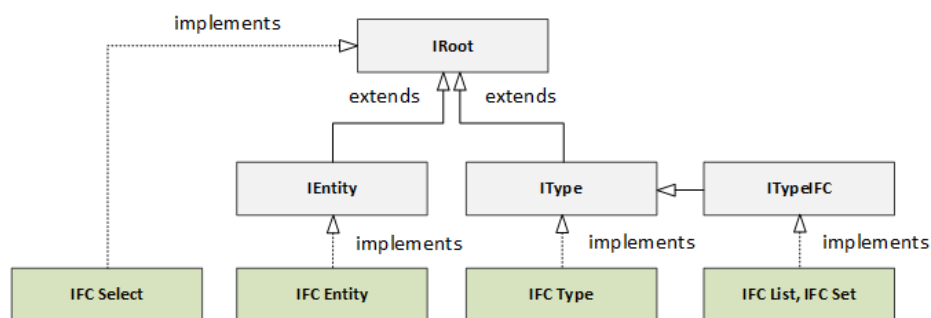 implements
IRoot
extends
extends
IEntity
IType
ITypeIFC
implements
implements
implements
IFC Select
IFC Entity
IFC Type
IFC List, IFC Set